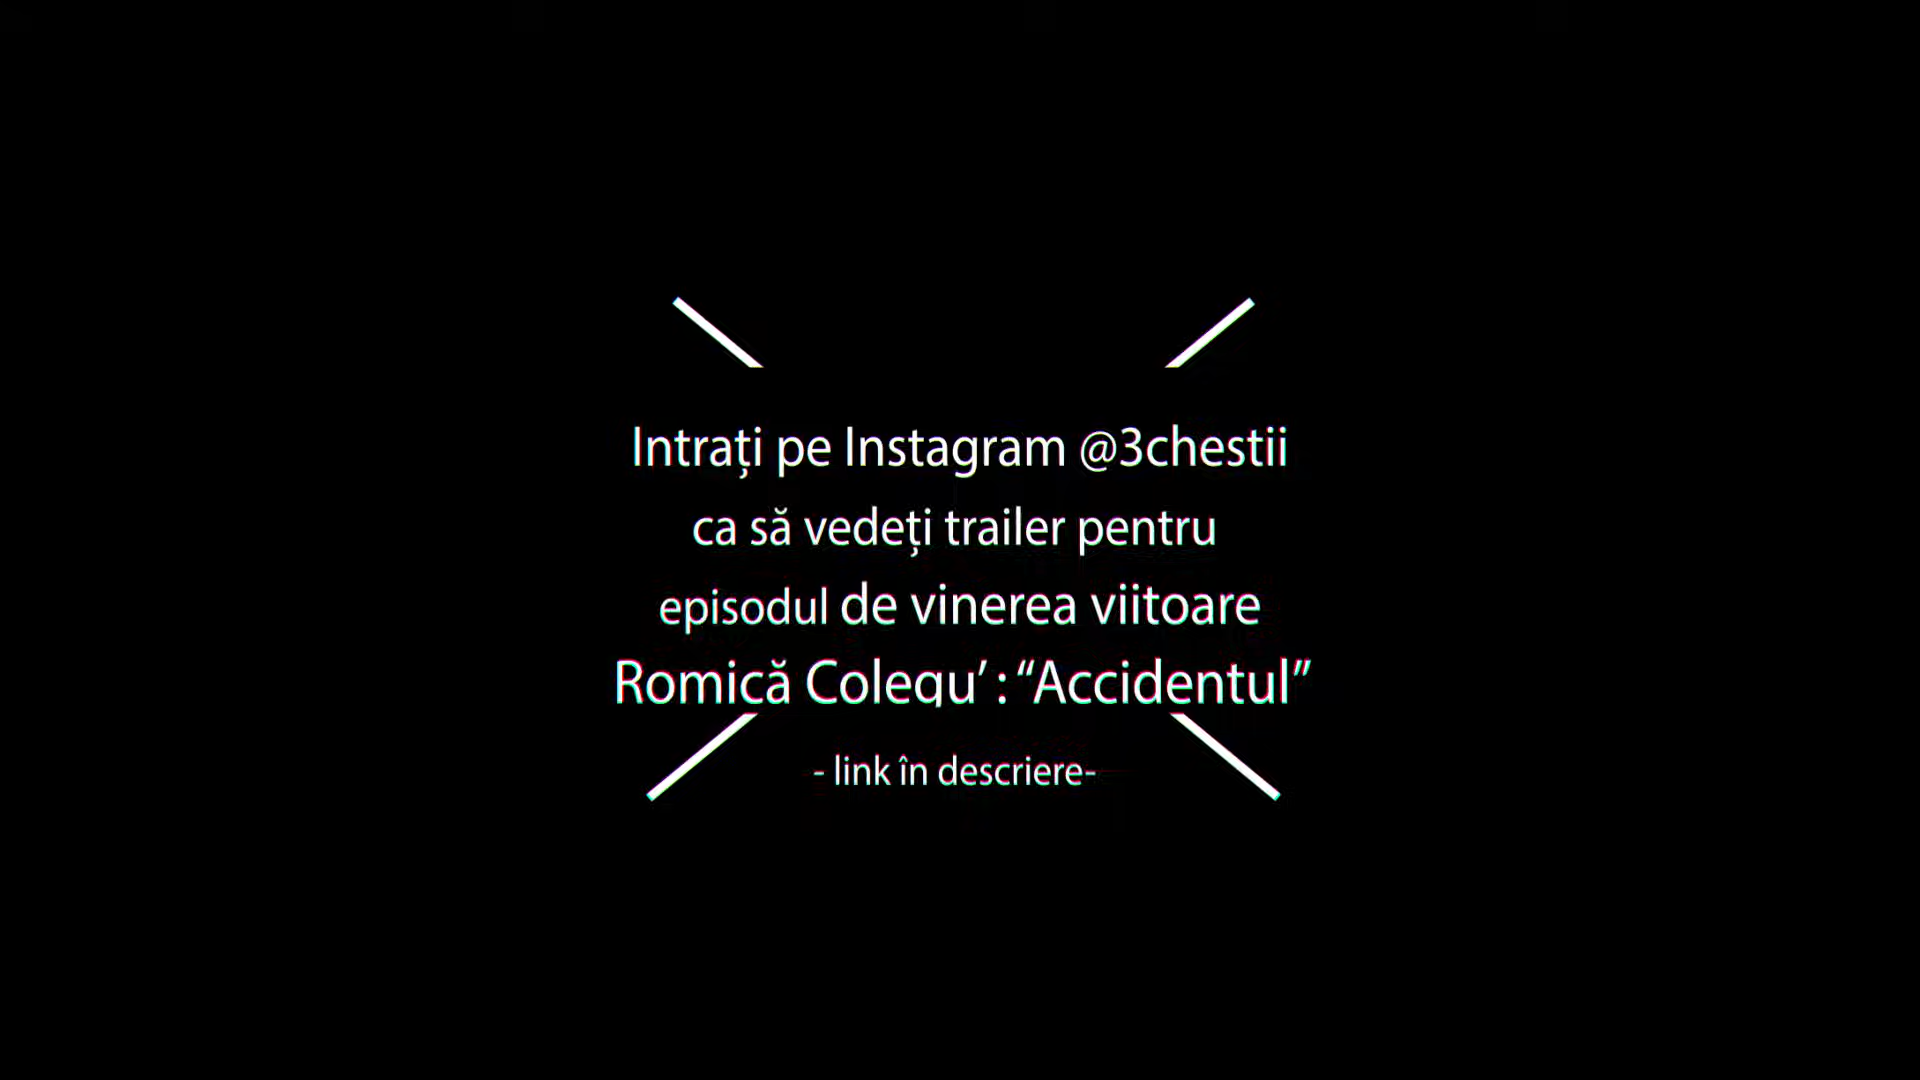 Intrați pe Instagram @3chestii
ca să vedeți trailer pentru
episodul de vinerea viitoare
Romică Colegu’ : “Accidentul”
- link în descriere-